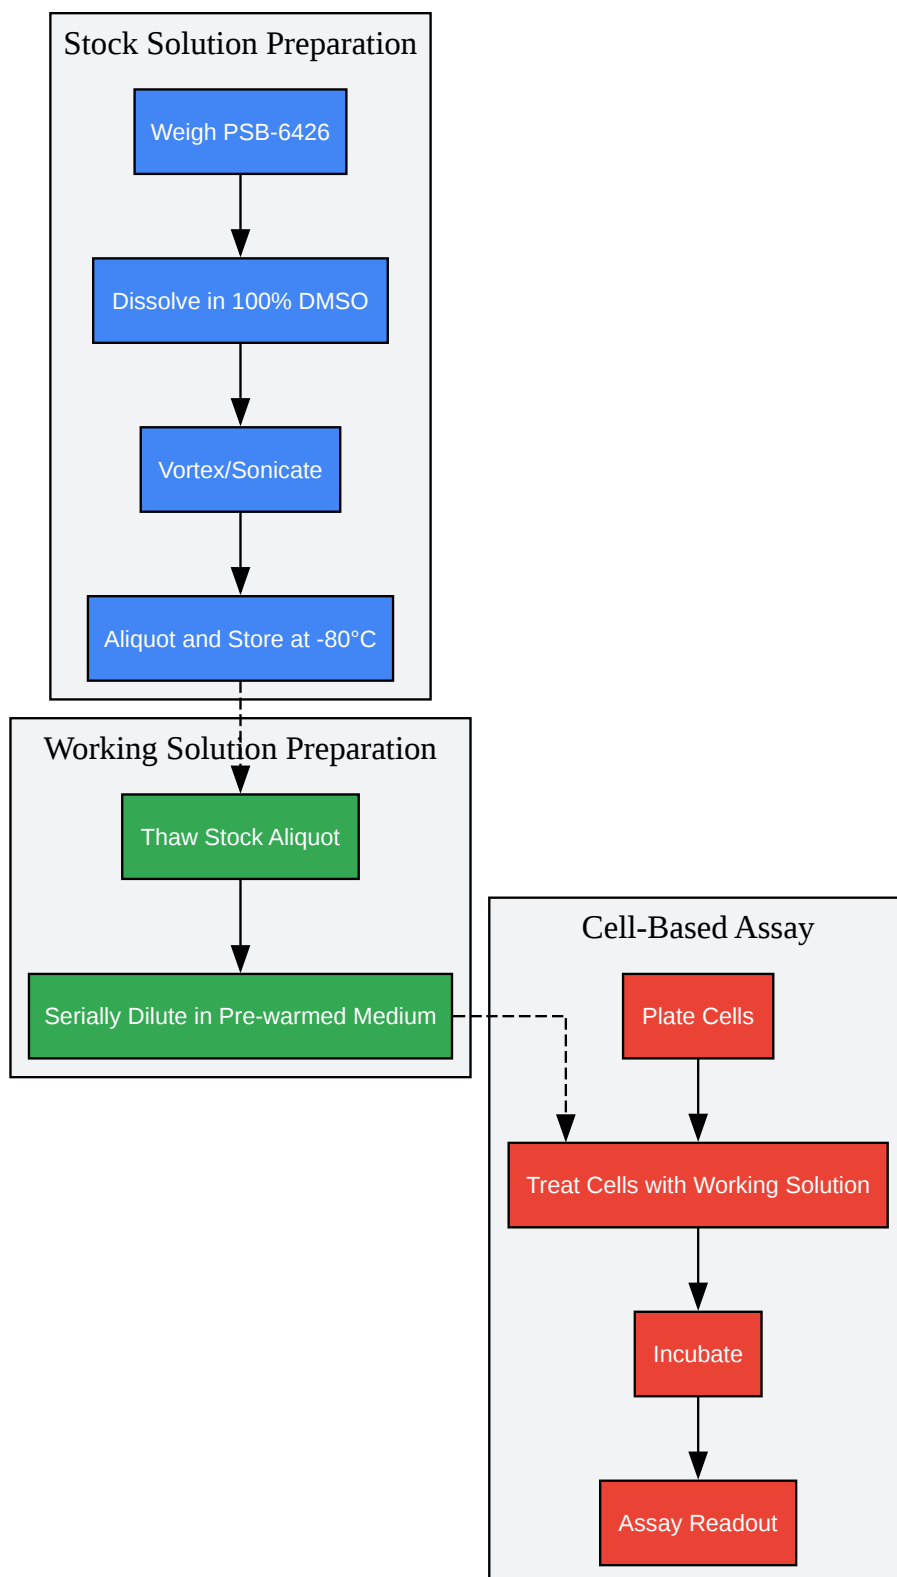 Stock Solution Preparation
Weigh PSB-6426
Dissolve in 100% DMSO
Vortex/Sonicate
Aliquot and Store at -80°C
Working Solution Preparation
Thaw Stock Aliquot
Serially Dilute in Pre-warmed Medium
Cell-Based Assay
Plate Cells
Treat Cells with Working Solution
Incubate
Assay Readout